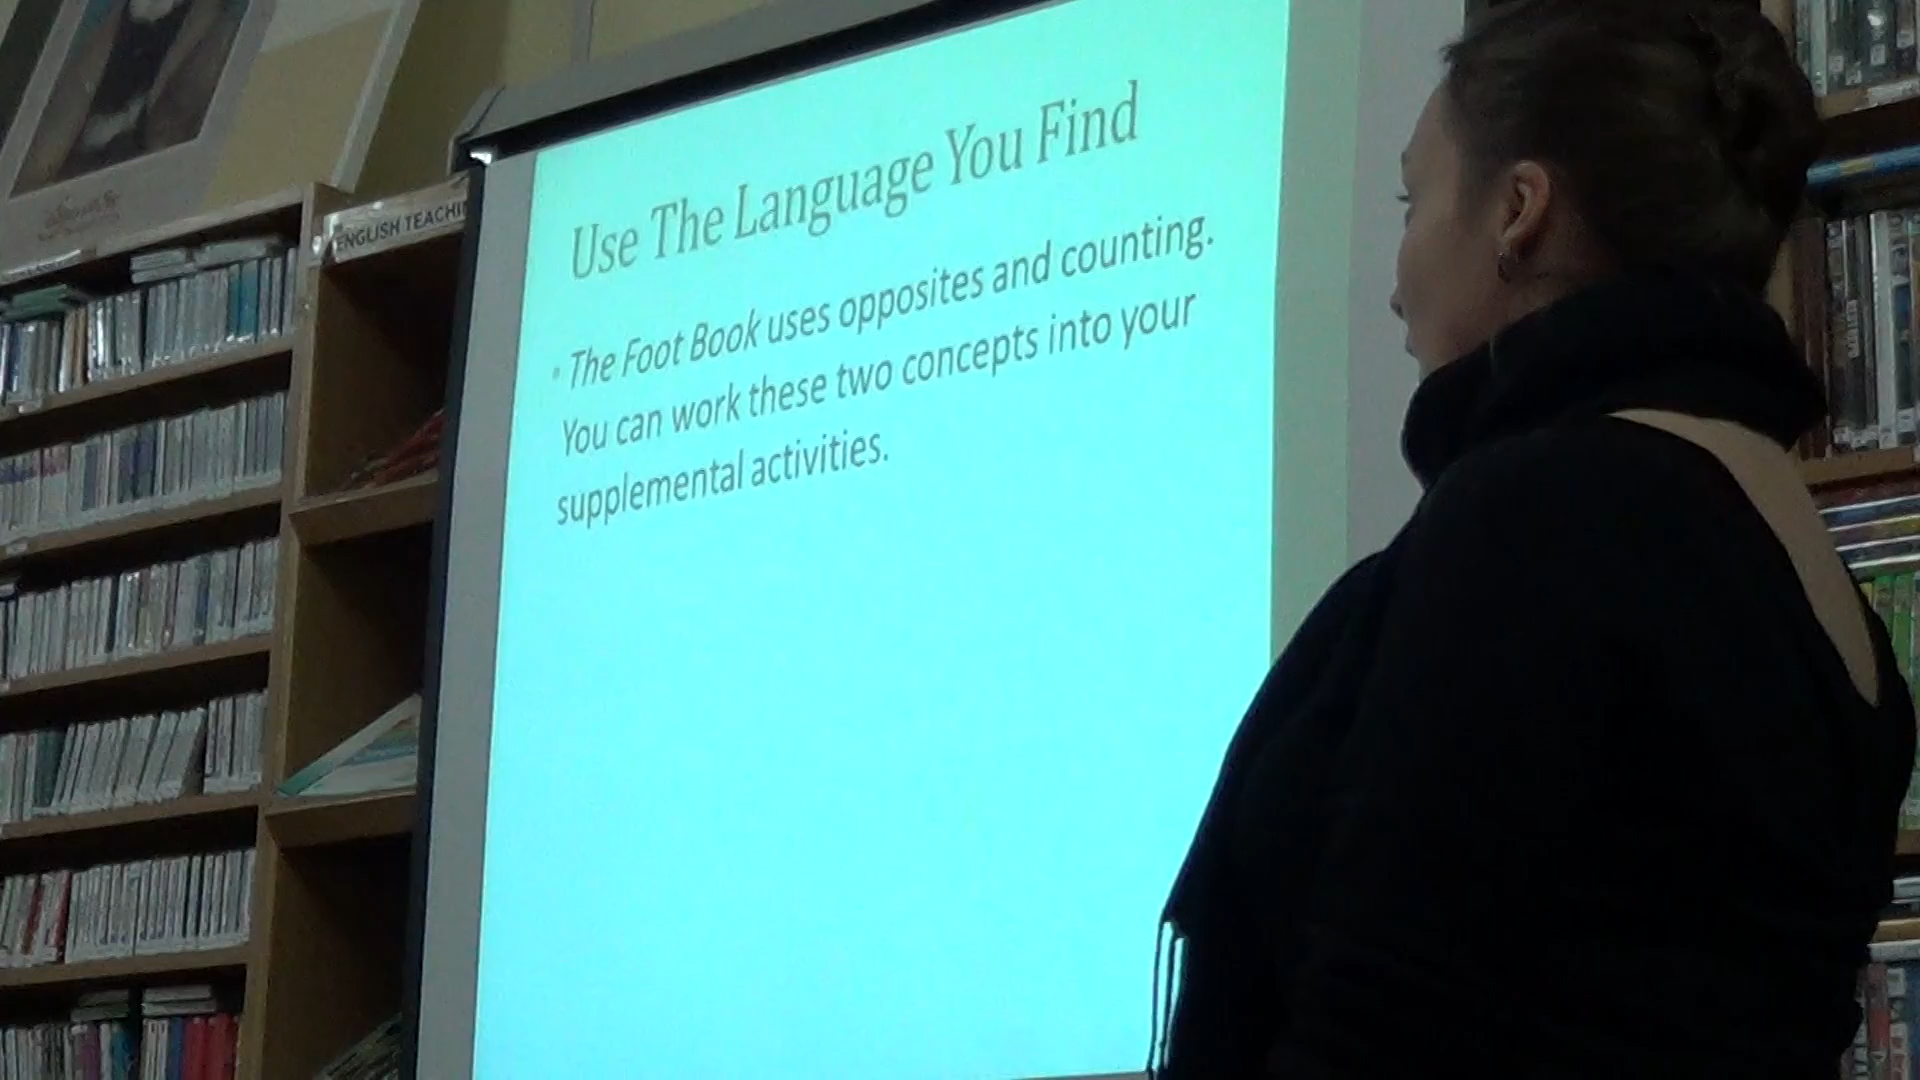 Use The Language You Find
• The Foot Book uses opposites and counting.
You can work these two concepts into your
supplemental activities.
ENGLISH TEACHI